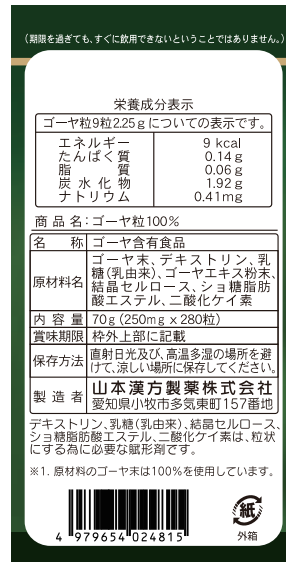 （期限を過ぎても、すぐに飲用できないということではありません。）
栄養成分表示
ゴーヤ粒9粒2.25gについての表示です。
エネルギー 9 kcal
たんぱく質 0.14g
脂質 0.06g
炭水化物 1.92g
ナトリウム 0.41mg
商品名:ゴーヤ粒100%
名称 ゴーヤ含有食品
原材料名 ゴーヤ末、デキストリン、乳
糖(乳由来)、ゴーヤエキス粉末、
結晶セルロース、ショ糖脂肪
酸エステル、二酸化ケイ素
内容量 70g(250mg x 280粒)
賞味期限 枠外上部に記載
保存方法 直射日光及び、高温多湿の場所を避
けて、涼しい場所に保存してください。
製造者 山本漢方製薬株式会社
愛知県小牧市多気東町157番地
デキストリン、乳糖(乳由来)、結晶セルロース、
ショ糖脂肪酸エステル、二酸化ケイ素は、粒状
にする為に必要な賦形剤です。
※1. 原材料のゴーヤ末は100%を使用しています。
紙
外箱
4 979654 024815